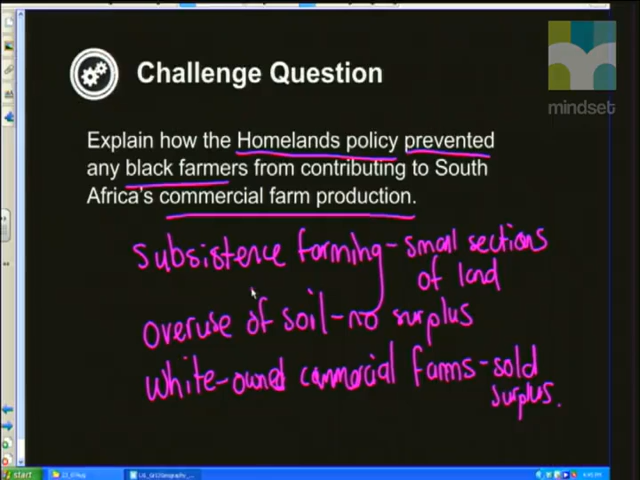 Challenge Question
mindset
Explain how the Homelands policy prevented
any black farmers from contributing to South
Africa's commercial farm production.
subsistence farming - small sections
of land
overuse of soil - no surplus
white-owned commercial farms - sold
surplus.
start